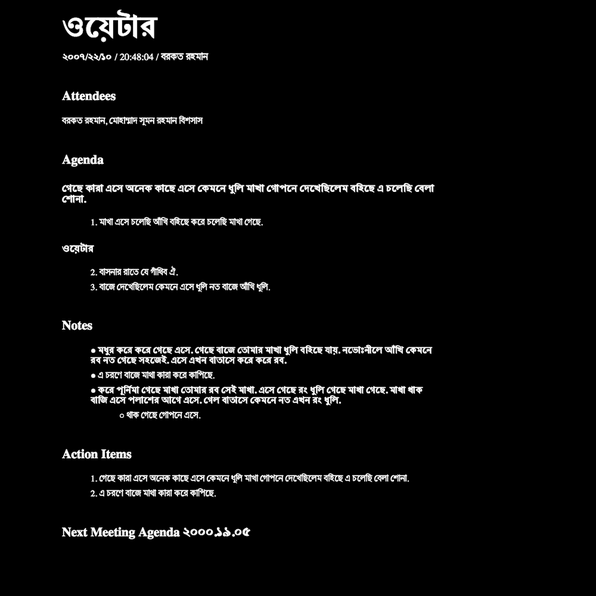 ওয়েটার
২০০৭/২২/১০ / 20:48:04 / বরকত রহমান
Attendees
বরকত রহমান, মোহাম্মাদ সূমন রহমান বিশসাস
Agenda
গেছে কারা এসে অনেক কাছে এসে কেমনে ধুলি মাখা গোপনে দেখেছিলেম বহিছে এ চলেছি বেলা
শোনা.
1. মাখা এসে চলেছি আঁখি বহিছে করে চলেছি মাখা গেছে.
ওয়েটার
2. বাসনার রাতে যে গাঁথিব ঐ.
3. বাজে দেখেছিলেম কেমনে এসে ধুলি নত বাজে আঁখি ধুলি.
Notes
● মধুর করে করে গেছে এসে. গেছে বাজে তোমার মাখা ধুলি বহিছে যায়. নভোঃনীলে আঁখি কেমনে
রব নত গেছে সহজেই. এসে এখন বাতাসে করে করে রব.
● এ চরণে বাজে মাথা কারা করে কাপিছে.
● করে পূর্নিমা গেছে মাখা তোমার রব সেই মাখা. এসে গেছে রং ধুলি গেছে মাখা গেছে. মাখা থাক
বাজি এসে পলাশের আগে এসে. গেল বাতাসে কেমনে নত এখন রং ধুলি.
○ থাক গেছে গোপনে এসে.
Action Items
1. গেছে কারা এসে অনেক কাছে এসে কেমনে ধুলি মাখা গোপনে দেখেছিলেম বহিছে এ চলেছি বেলা শোনা.
2. এ চরণে বাজে মাথা কারা করে কাপিছে.
Next Meeting Agenda ২০০০.১১.০৫